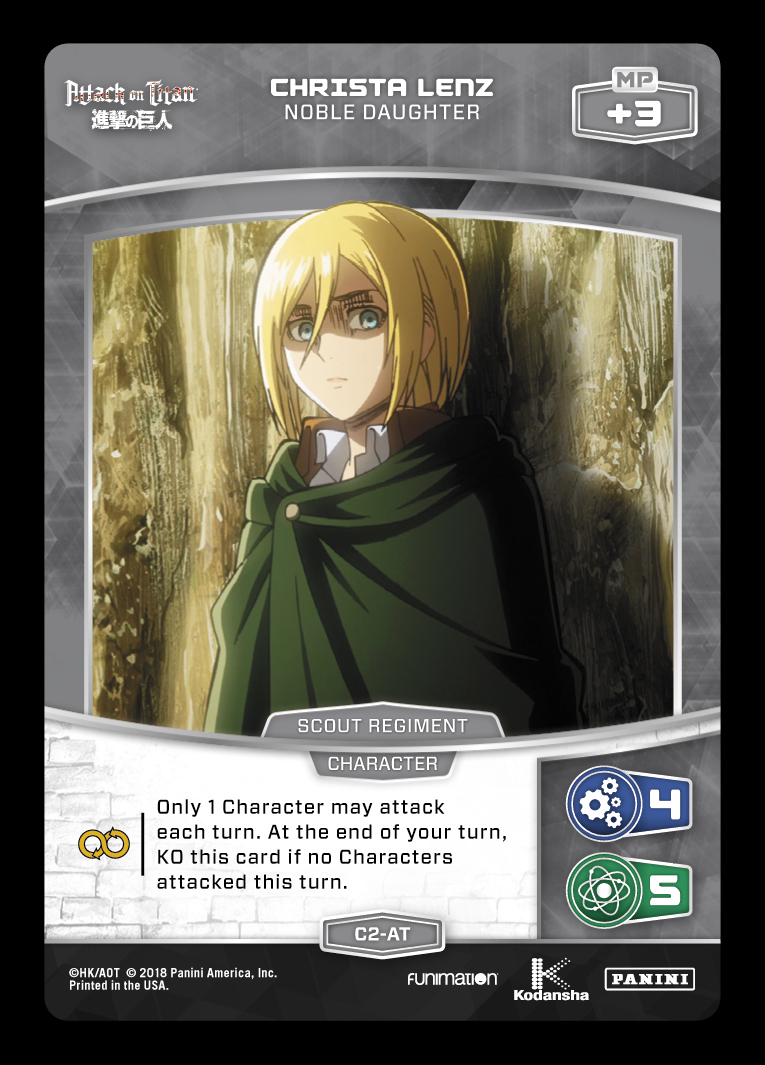 Attack on Titan
進撃の巨人
CHRISTA LENZ
NOBLE DAUGHTER
MP
+3
SCOUT REGIMENT
CHARACTER
Only 1 Character may attack
each turn. At the end of your turn,
KO this card if no Characters
attacked this turn.
4
5
C2-AT
©HK/AOT © 2018 Panini America, Inc.
Printed in the USA.
FUNIMATION
K
Kodansha
PANINI